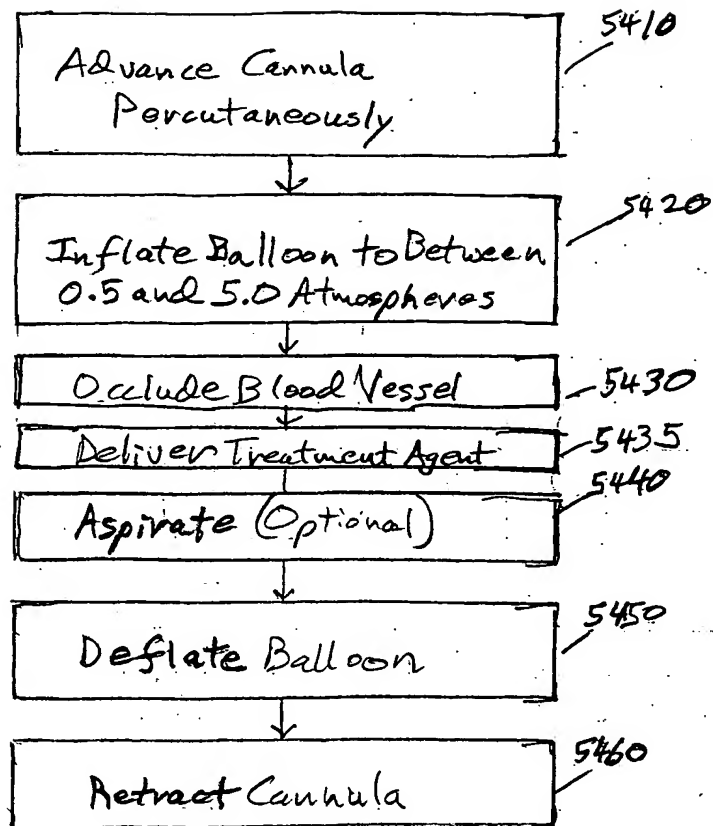 5410
Advance Cannula
Percutaneously
5420
Inflate Balloon to Between
0.5 and 5.0 Atmospheres
Occlude Blood Vessel
5430
Deliver Treatment Agent
5435
5440
Aspirate (Optional)
5450
Deflate Balloon
5460
Retract Cannula